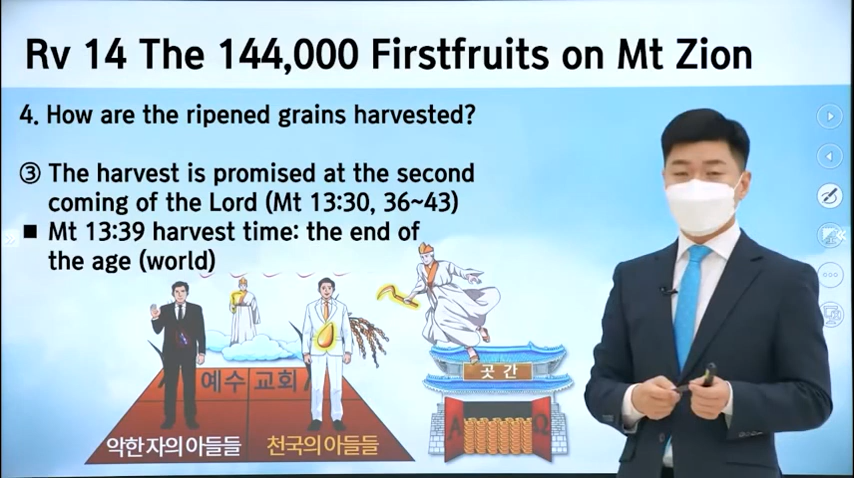 Rv 14 The 144,000 Firstfruits on Mt Zion
4. How are the ripened grains harvested?
③ The harvest is promised at the second
coming of the Lord (Mt 13:30, 36~43)
■ Mt 13:39 harvest time: the end of
the age (world)
예수교회
곳간
A Ω
악한 자의 아들들
천국의 아들들